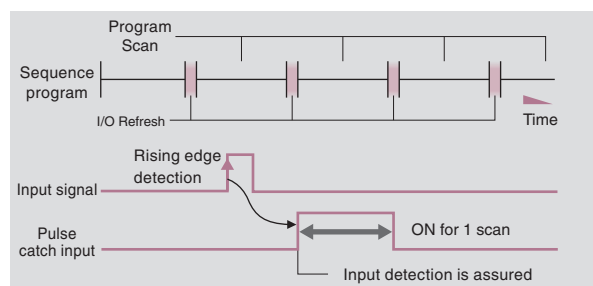 Program
Scan
Sequence
program
I/O Refresh
Time
Rising edge
detection
Input signal
ON for 1 scan
Pulse
catch input
Input detection is assured